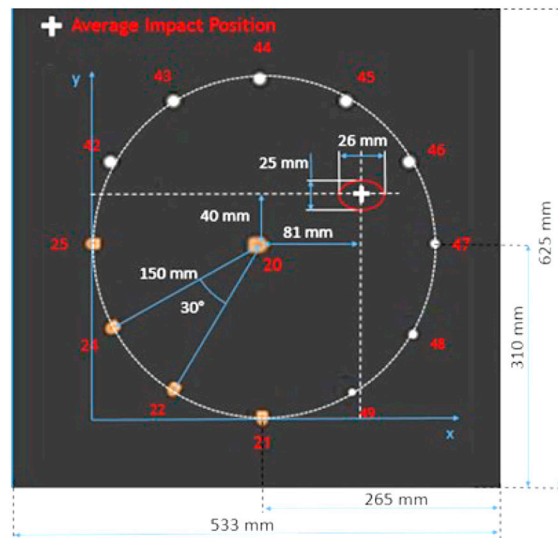 Average Impact Position
44
43
45
y
42
46
26 mm
25 mm
40 mm
81 mm
25
47
20
150 mm
30°
24
48
22
49
21
x
625 mm
310 mm
265 mm
533 mm